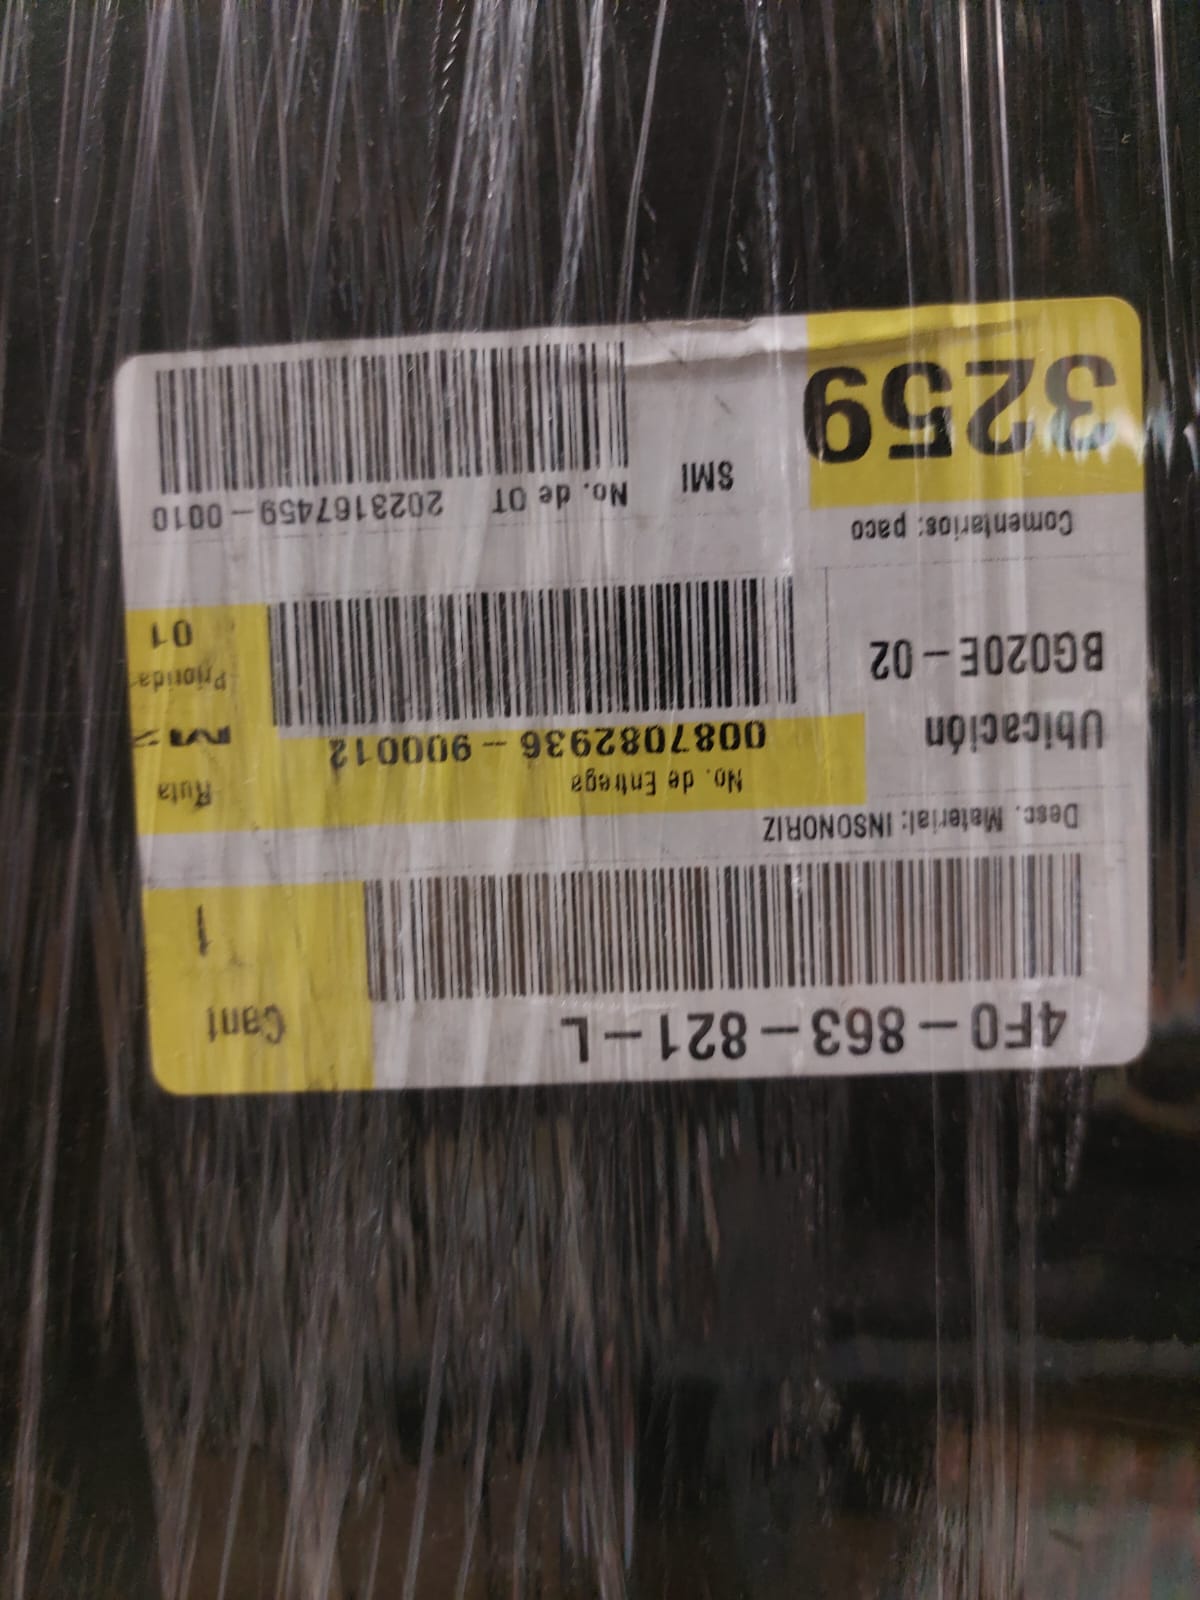 4F0-863-821-L
Cant
1
Desc. Material: INSONORIZ
Ubicación
BG020E-02
No. de Entrega
0087082936-900012
Ruta
Priorida
01
Comentarios: paco
3259
SMI
No. de OT 2023167459-0010